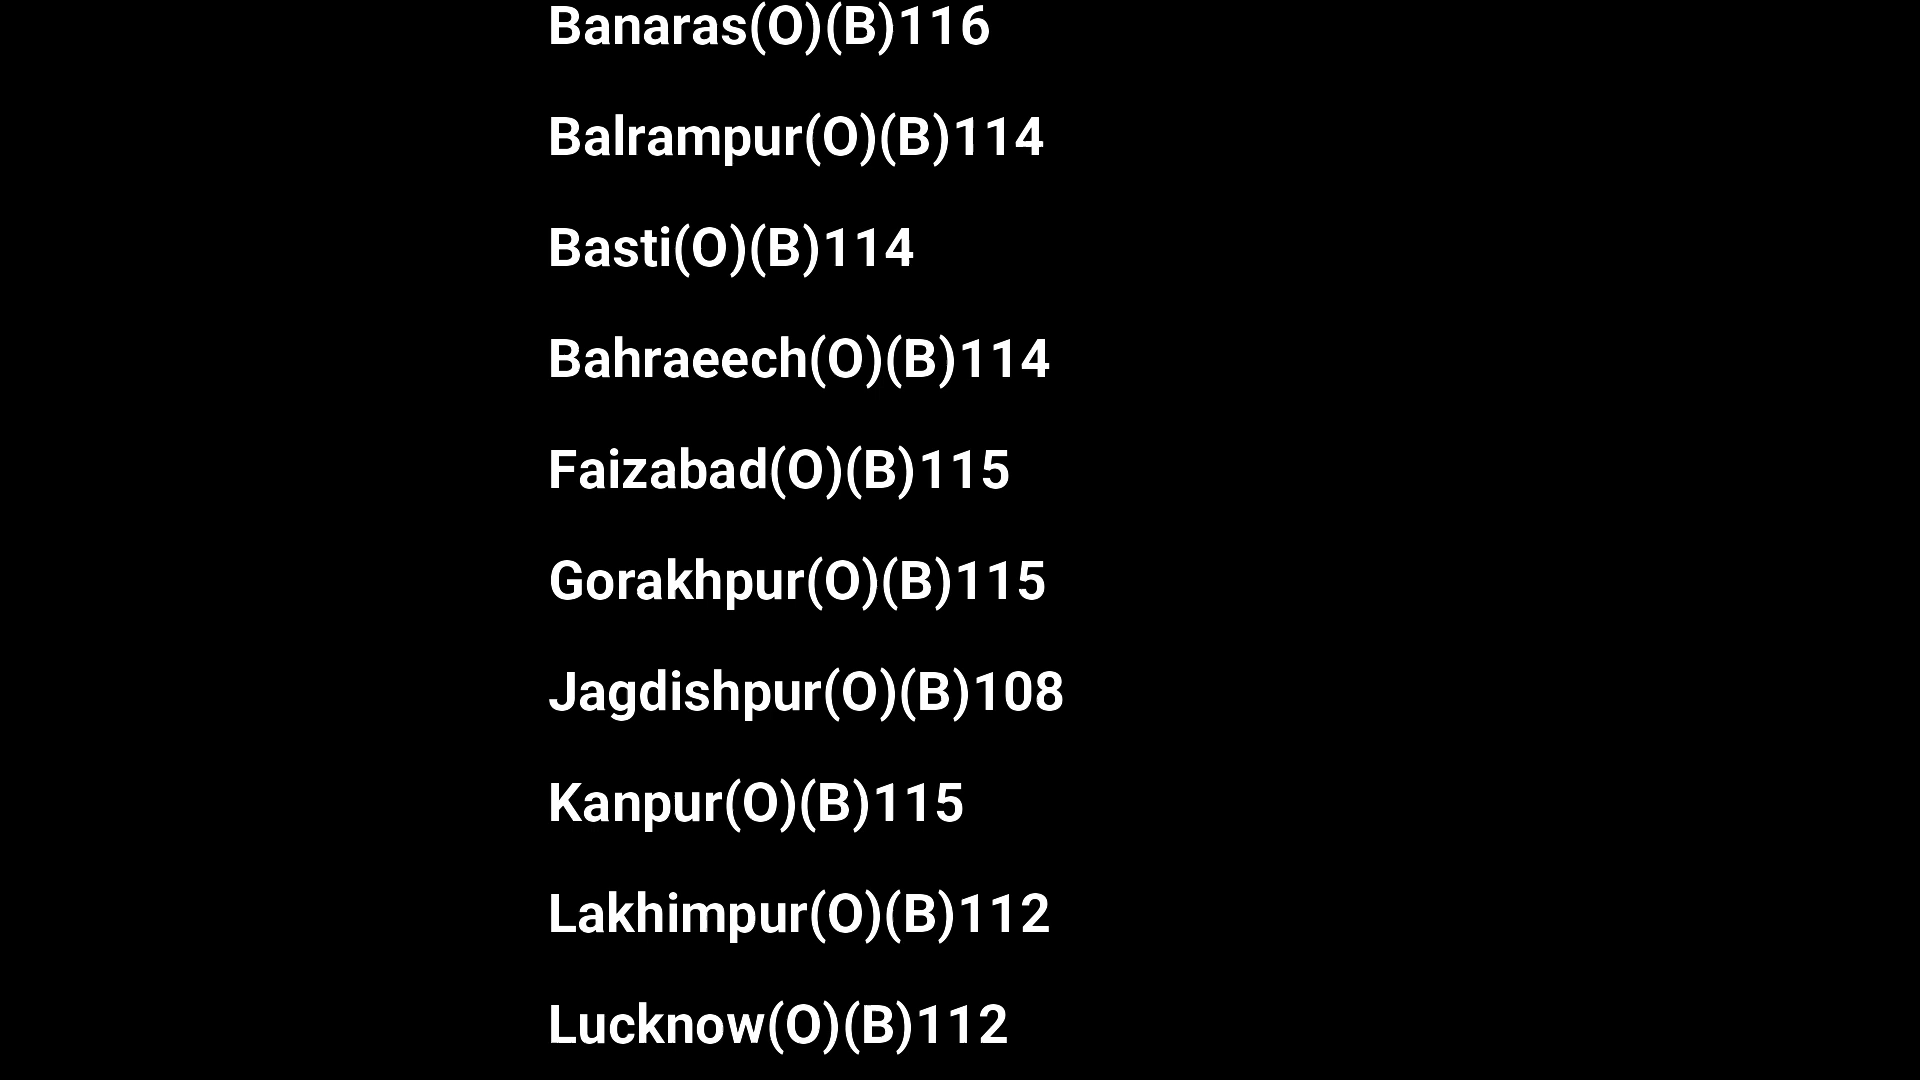 Banaras(O)(B)116
Balrampur(O)(B)114
Basti(O)(B)114
Bahraeech(O)(B)114
Faizabad(O)(B)115
Gorakhpur(O)(B)115
Jagdishpur(O)(B)108
Kanpur(O)(B)115
Lakhimpur(O)(B)112
Lucknow(O)(B)112